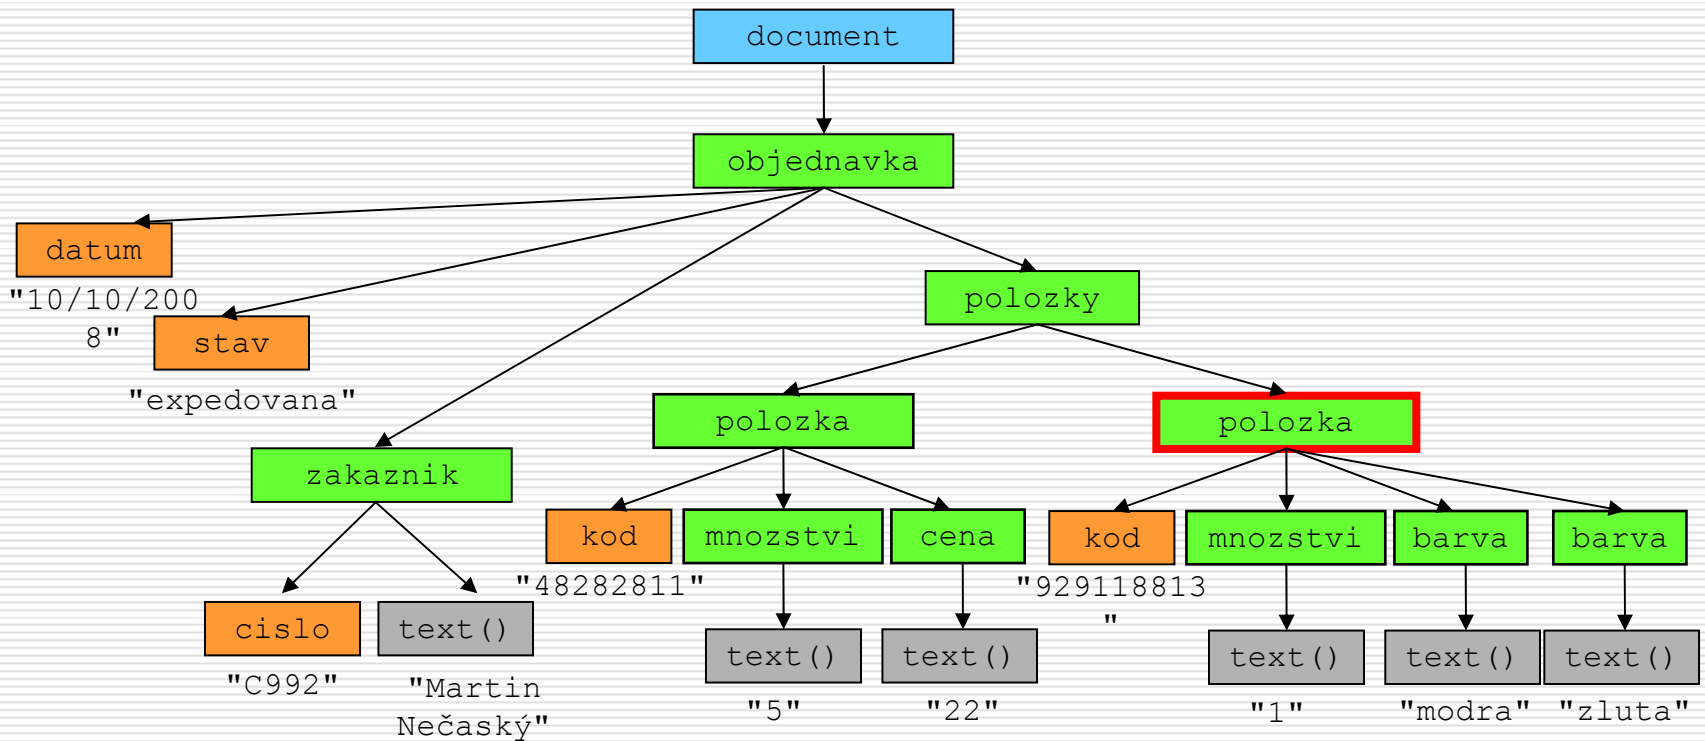 document
objednavka
datum
"10/10/200
8"
stav
"expedovana"
polozky
polozka
polozka
zakaznik
kod
mnozstvi
cena
kod
mnozstvi
barva
barva
"48282811"
"929118813
"
cislo
text()
text()
text()
text()
text()
text()
"C992"
"Martin
Nečaský"
"5"
"22"
"1"
"modra"
"zluta"